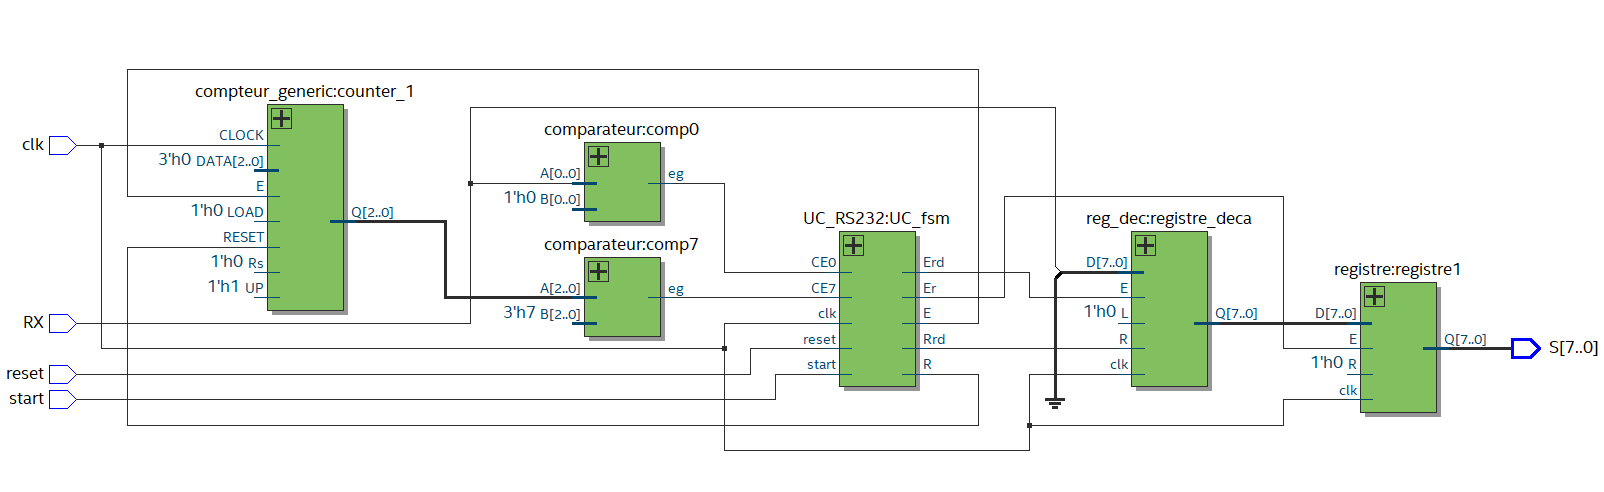 clk
RX
reset
start
compteur_generic:counter_1
CLOCK
3'h0 DATA[2..0]
E
1'h0 LOAD
RESET
1'h0 Rs
1'h1 UP
Q[2..0]
comparateur:comp0
A[0..0]
1'h0 B[0..0]
eg
comparateur:comp7
A[2..0]
3'h7 B[2..0]
eg
UC_RS232:UC_fsm
CE0
CE7
clk
reset
start
Erd
Er
E
Rrd
R
reg_dec:registre_deca
D[7..0]
E
1'h0 L
R
clk
Q[7..0]
registre:registre1
D[7..0]
E
1'h0 R
clk
Q[7..0]
S[7..0]